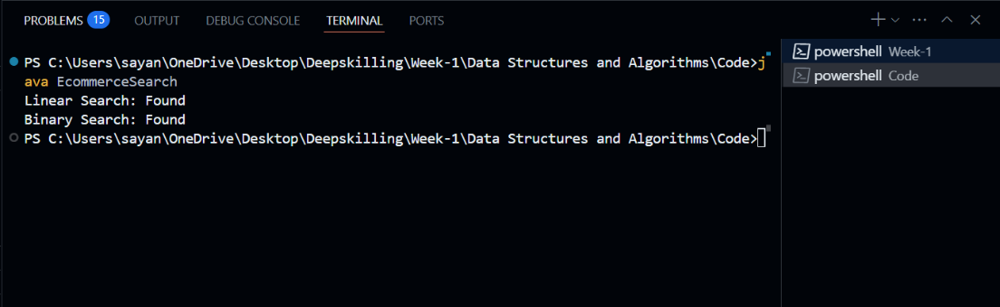 PROBLEMS 15 OUTPUT DEBUG CONSOLE TERMINAL PORTS
PS C:\Users\sayan\OneDrive\Desktop\Deepskilling\Week-1\Data Structures and Algorithms\Code>j
ava EcommerceSearch
Linear Search: Found
Binary Search: Found
PS C:\Users\sayan\OneDrive\Desktop\Deepskilling\Week-1\Data Structures and Algorithms\Code>
powershell Week-1
powershell Code